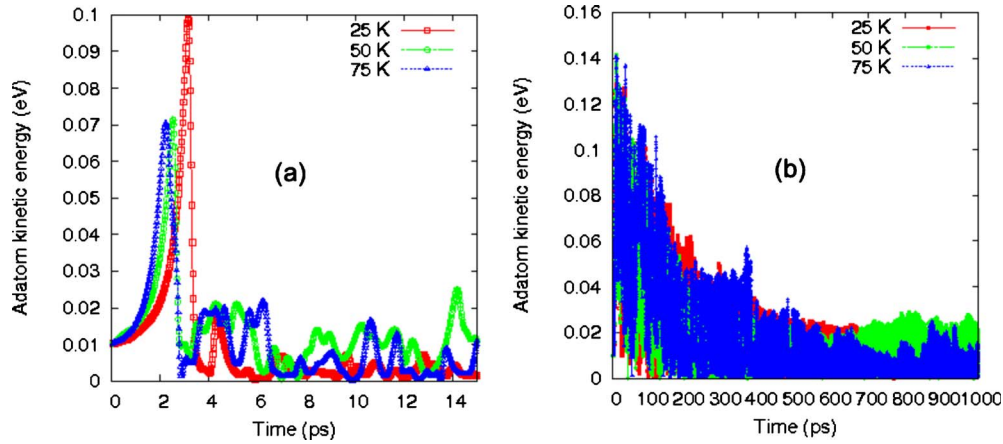 0.1
0.09
0.08
0.07
0.06
0.05
0.04
0.03
0.02
0.01
0
Adatom kinetic energy (eV)
25 K
50 K
75 K
(a)
0 2 4 6 8 10 12 14
Time (ps)
0.16
0.14
0.12
0.10
0.08
0.06
0.04
0.02
0
Adatom kinetic energy (eV)
25 K
50 K
75 K
(b)
0 100 200 300 400 500 600 700 800 900 1000
Time (ps)